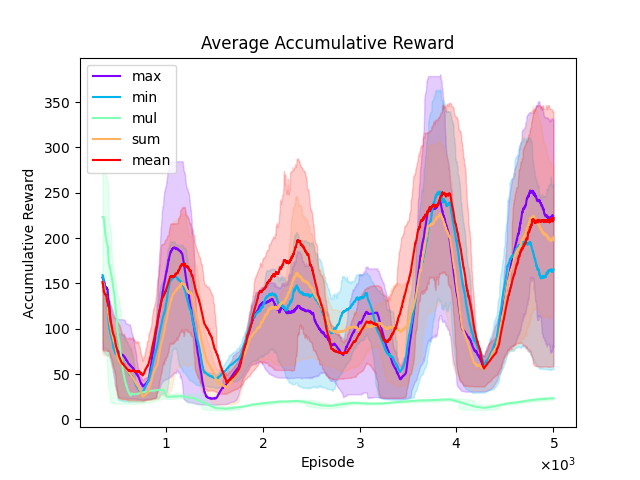 Average Accumulative Reward
max
min
mul
sum
mean
Accumulative Reward
350
300
250
200
150
100
50
0
1 2 3 4 5
Episode
×10³